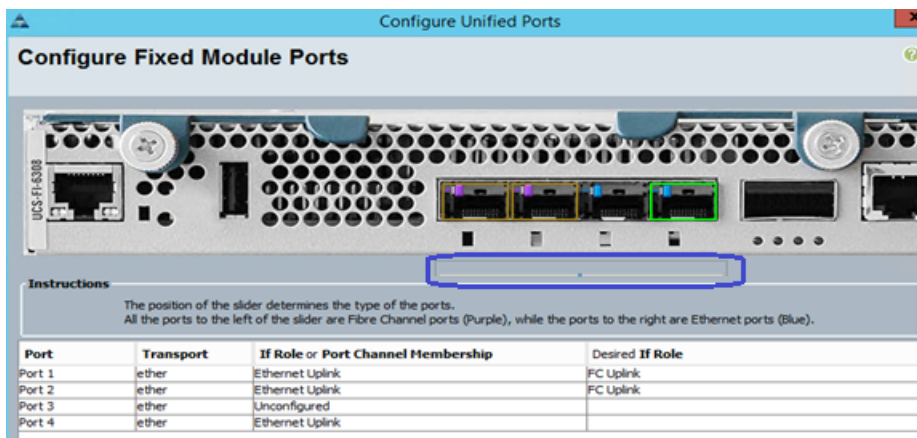 Configure Unified Ports
Configure Fixed Module Ports
UCS-FI-6308
Instructions
The position of the slider determines the type of the ports.
All the ports to the left of the slider are Fibre Channel ports (Purple), while the ports to the right are Ethernet ports (Blue).
Port Transport If Role or Port Channel Membership Desired If Role
Port 1 ether Ethernet Uplink FC Uplink
Port 2 ether Ethernet Uplink FC Uplink
Port 3 ether Unconfigured
Port 4 ether Ethernet Uplink